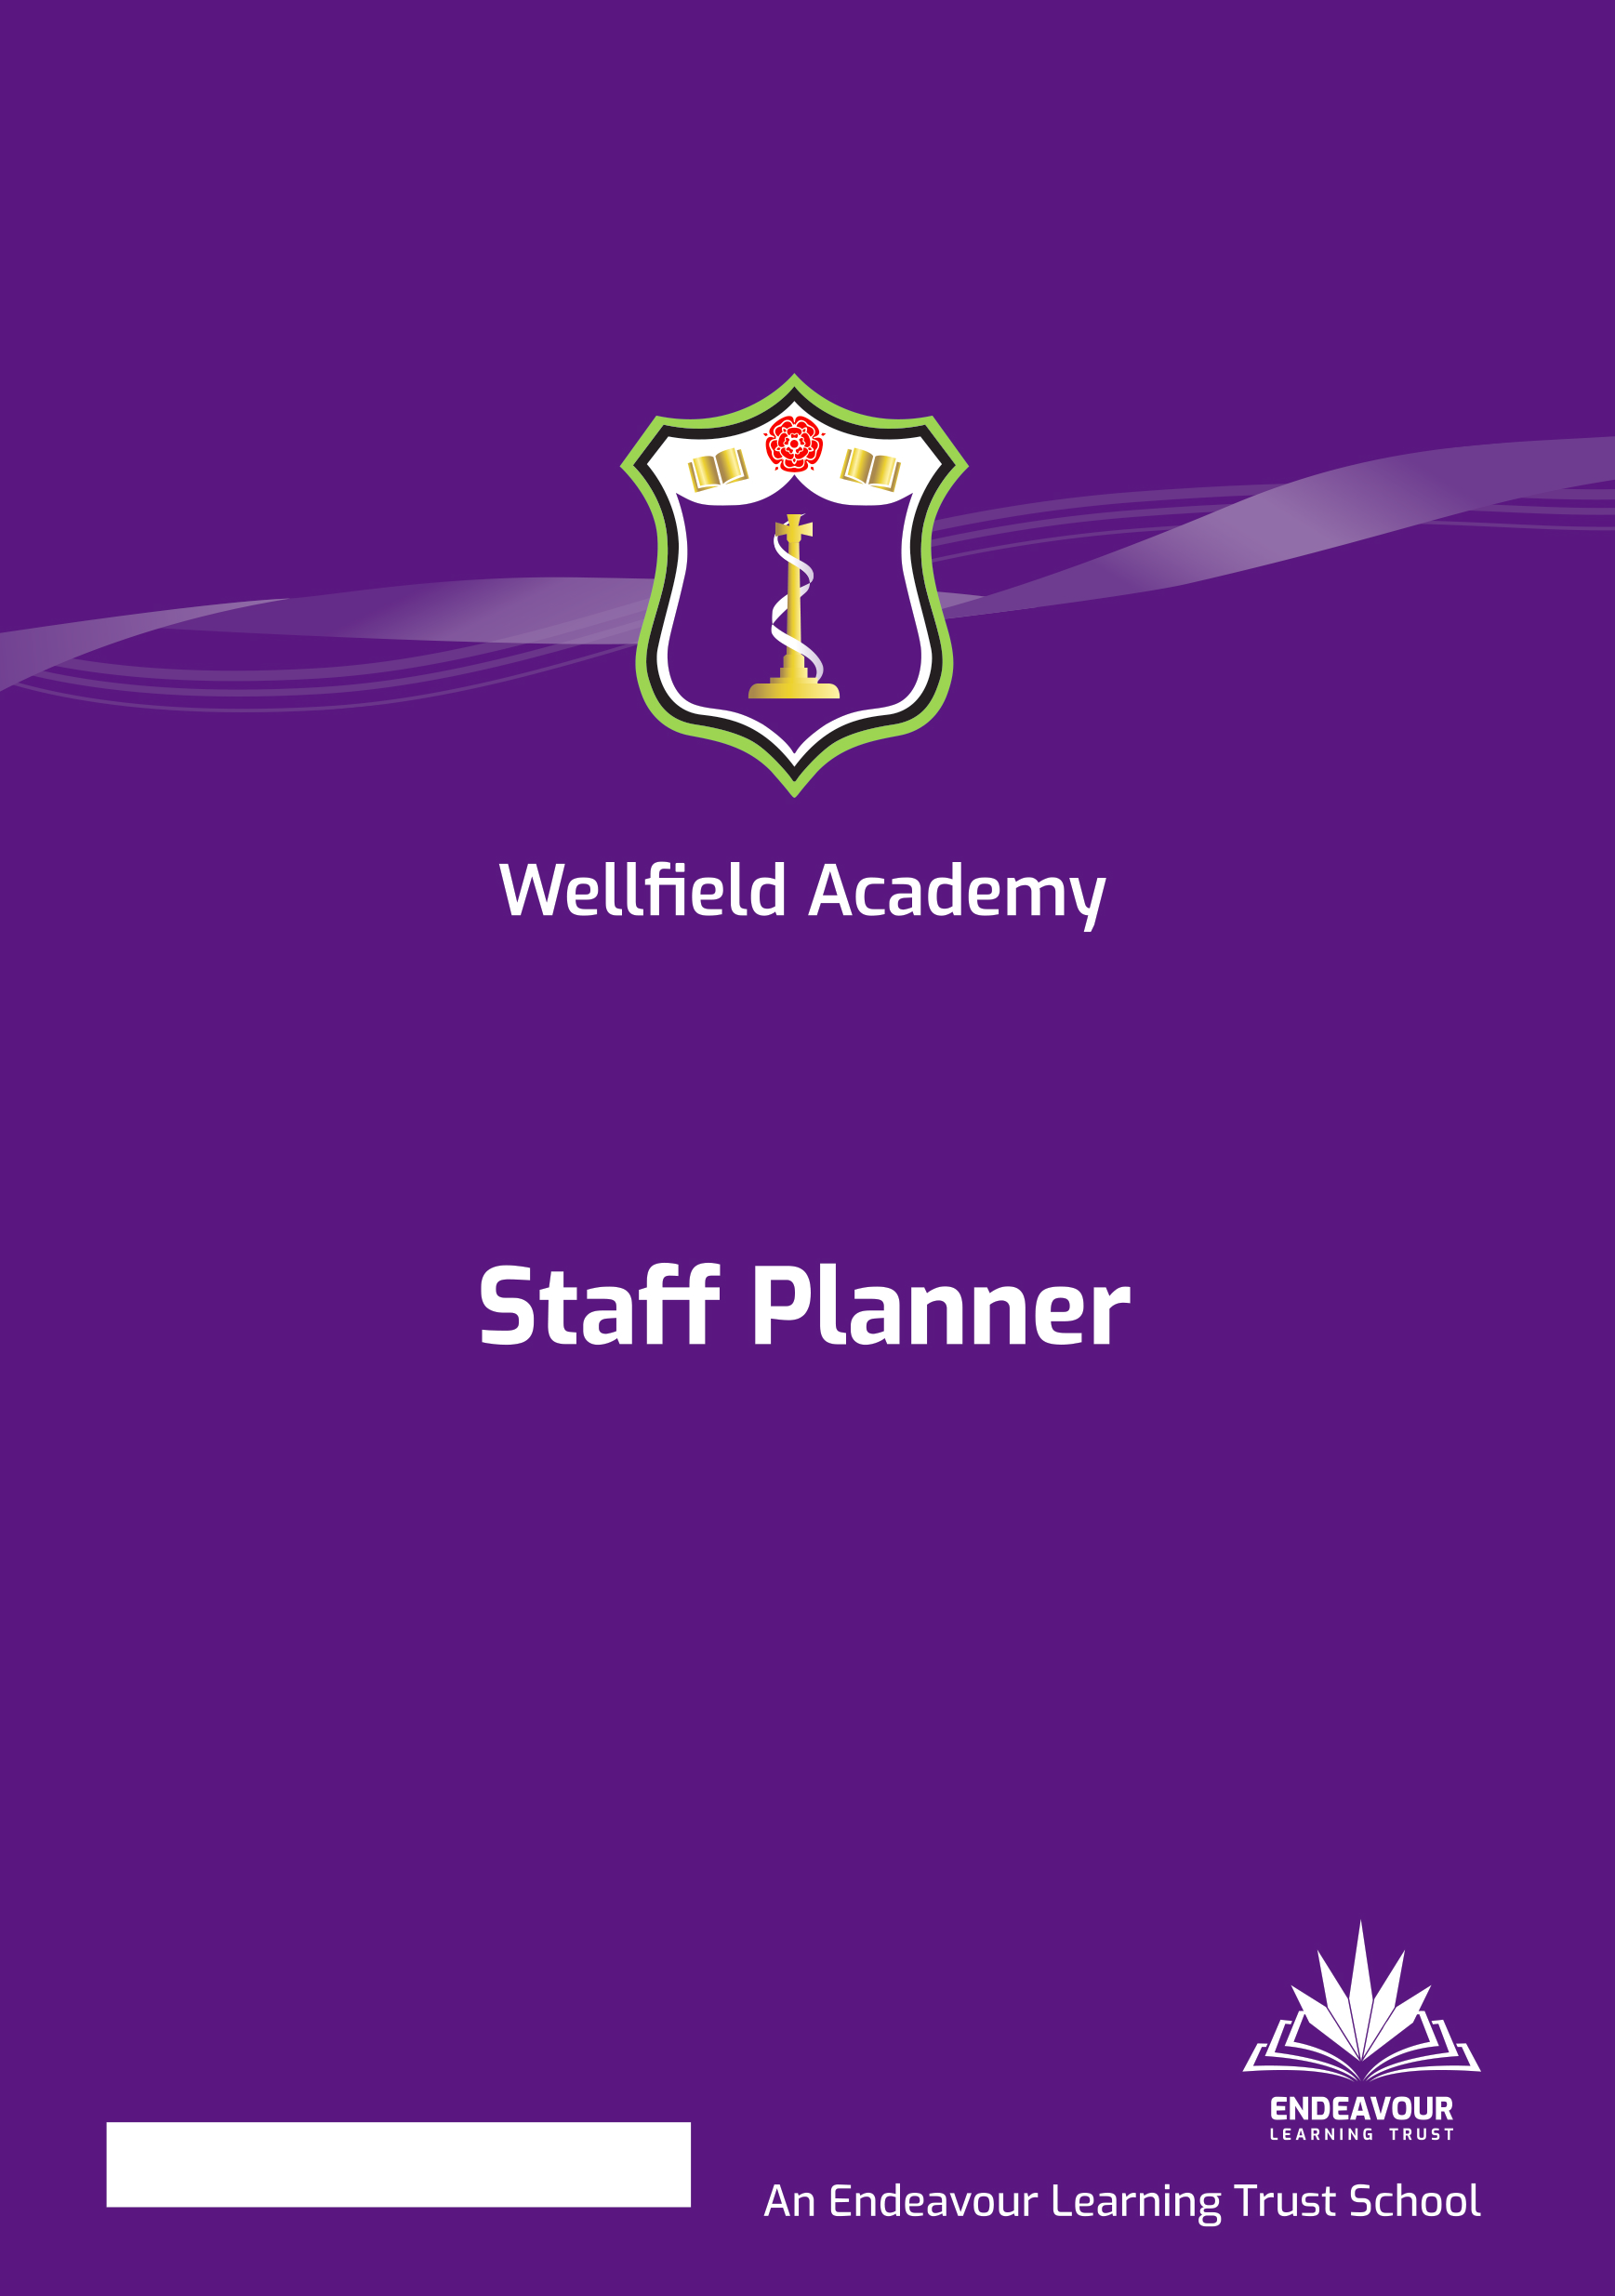 Wellfield Academy
Staff Planner
ENDEAVOUR
LEARNING TRUST
An Endeavour Learning Trust School